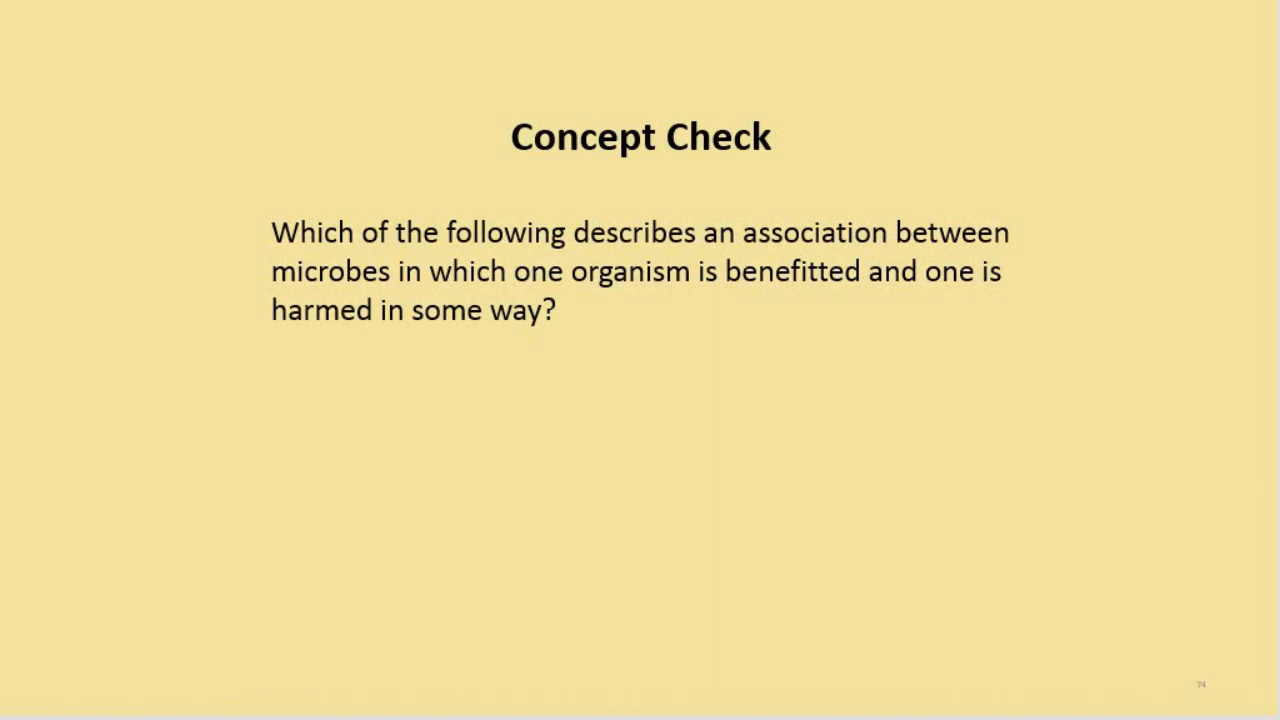 Concept Check
Which of the following describes an association between
microbes in which one organism is benefitted and one is
harmed in some way?
74